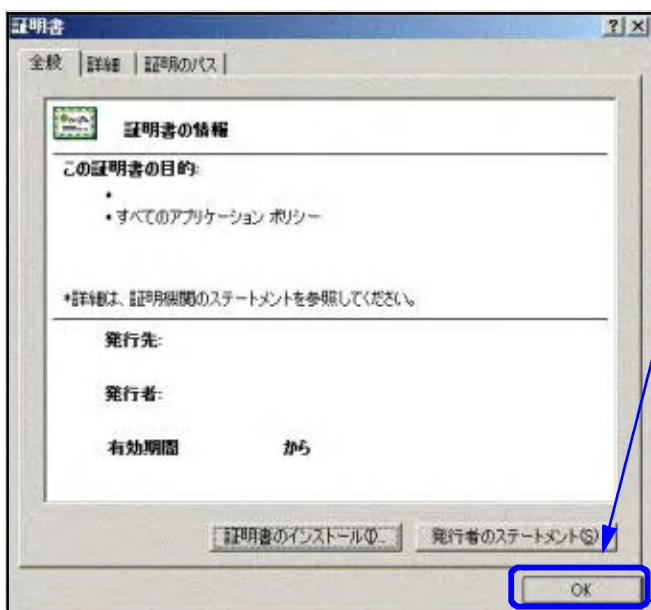 証明書
? ×
全般 詳細 証明のパス
証明書の情報
この証明書の目的:
•
• すべてのアプリケーション ポリシー
*詳細は、証明機関のステートメントを参照してください。
発行先:
発行者:
有効期間 から
証明書のインストール(I)... 発行者のステートメント(S)
OK